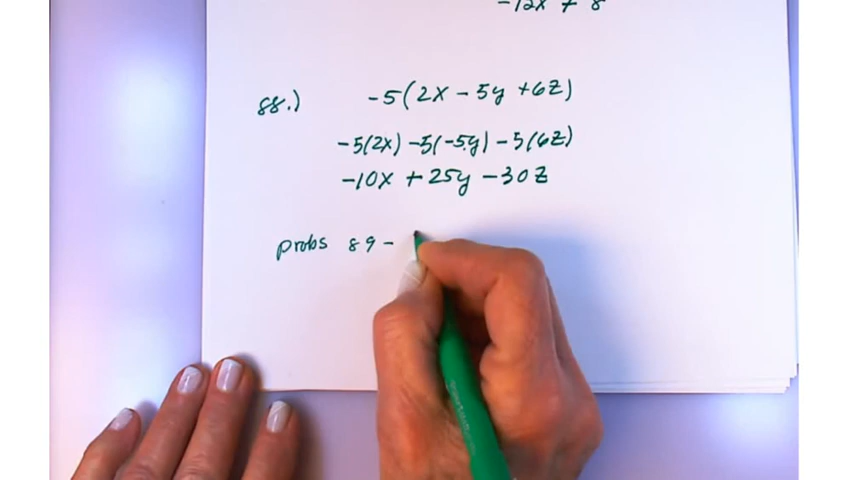 -12x + 8
88.) -5(2x - 5y + 6z)
-5(2x) -5(-5y) - 5(6z)
-10x + 25y - 30z
probs 89 -